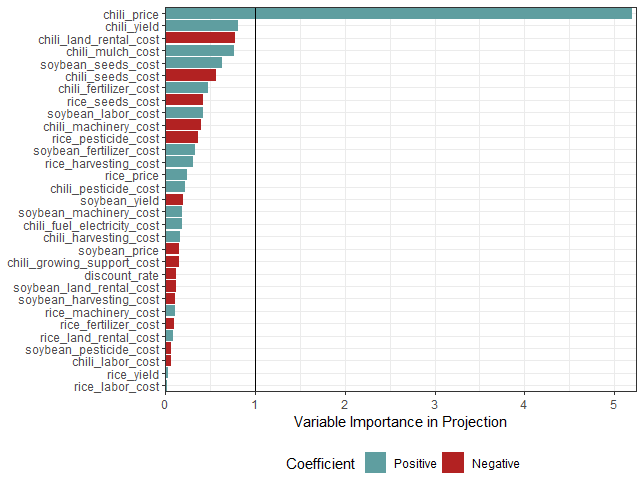 chili_price
chili_yield
chili_land_rental_cost
chili_mulch_cost
soybean_seeds_cost
chili_seeds_cost
chili_fertilizer_cost
rice_seeds_cost
soybean_labor_cost
chili_machinery_cost
rice_pesticide_cost
soybean_fertilizer_cost
rice_harvesting_cost
rice_price
chili_pesticide_cost
soybean_yield
soybean_machinery_cost
chili_fuel_electricity_cost
chili_harvesting_cost
soybean_price
chili_growing_support_cost
discount_rate
soybean_land_rental_cost
soybean_harvesting_cost
rice_machinery_cost
rice_fertilizer_cost
rice_land_rental_cost
soybean_pesticide_cost
chili_labor_cost
rice_yield
rice_labor_cost
0 1 2 3 4 5
Variable Importance in Projection
Coefficient Positive Negative